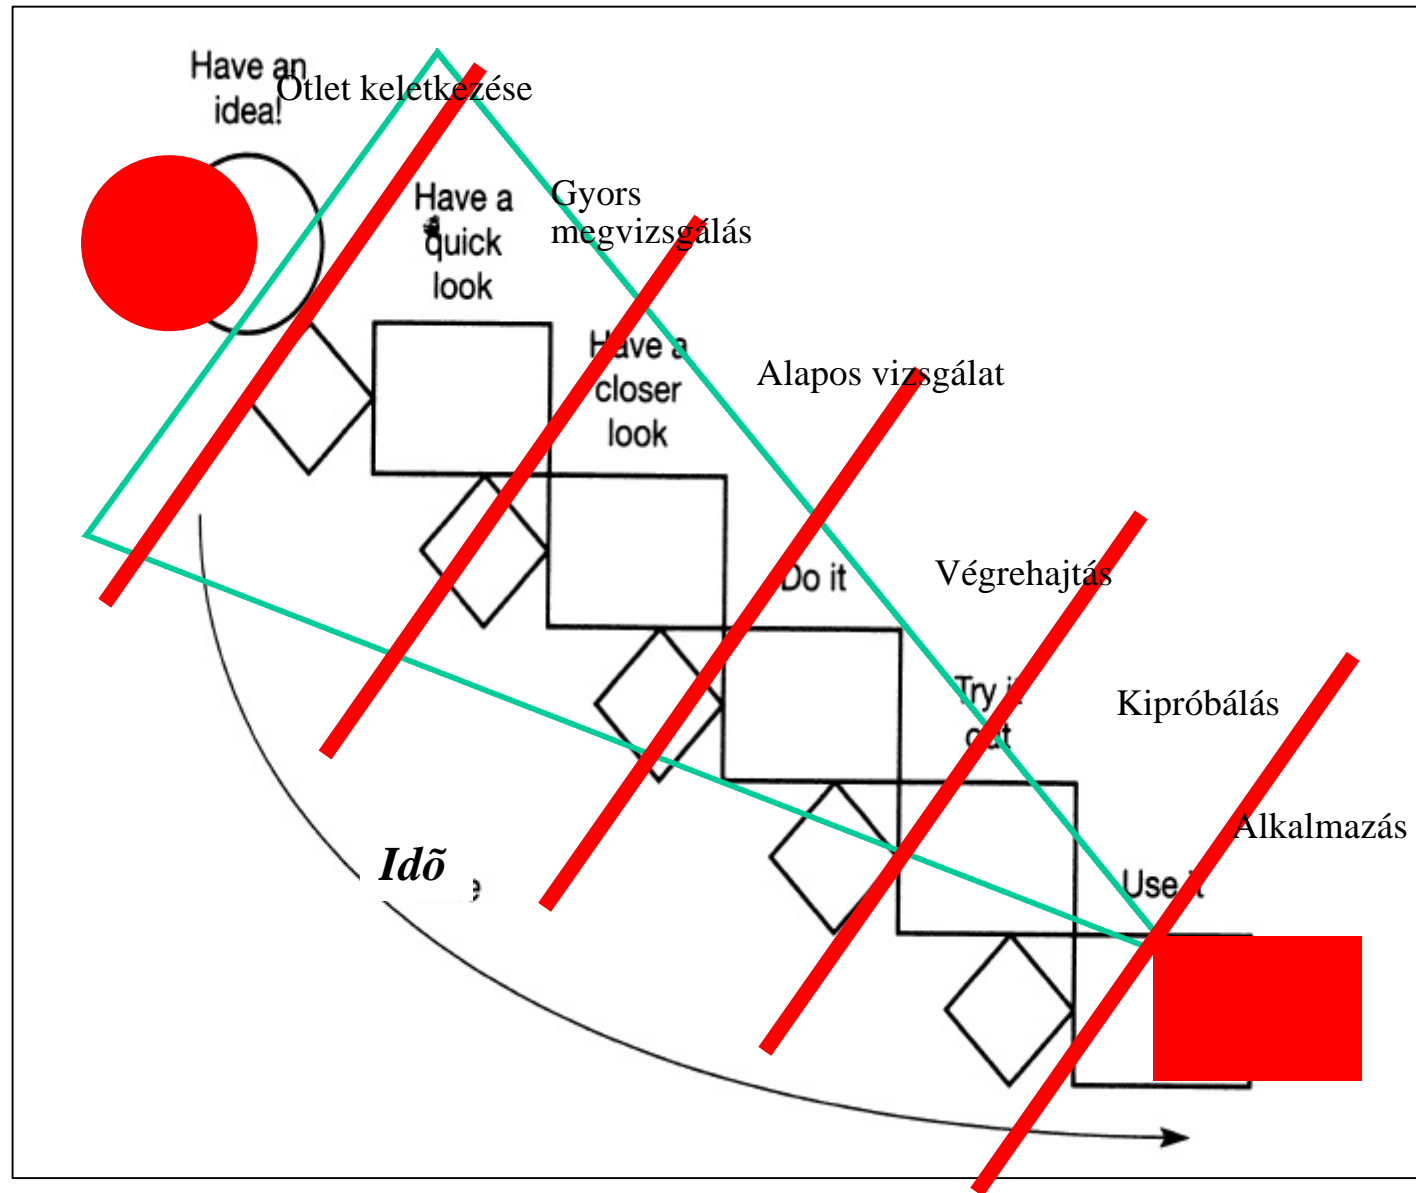 Have an
idea!
Ötlet keletkezése
Have a
quick
look
Gyors
megvizsgálás
Have a
closer
look
Alapos vizsgálat
Do it
Végrehajtás
Try it
out
Kipróbálás
Use it
Alkalmazás
Idõ